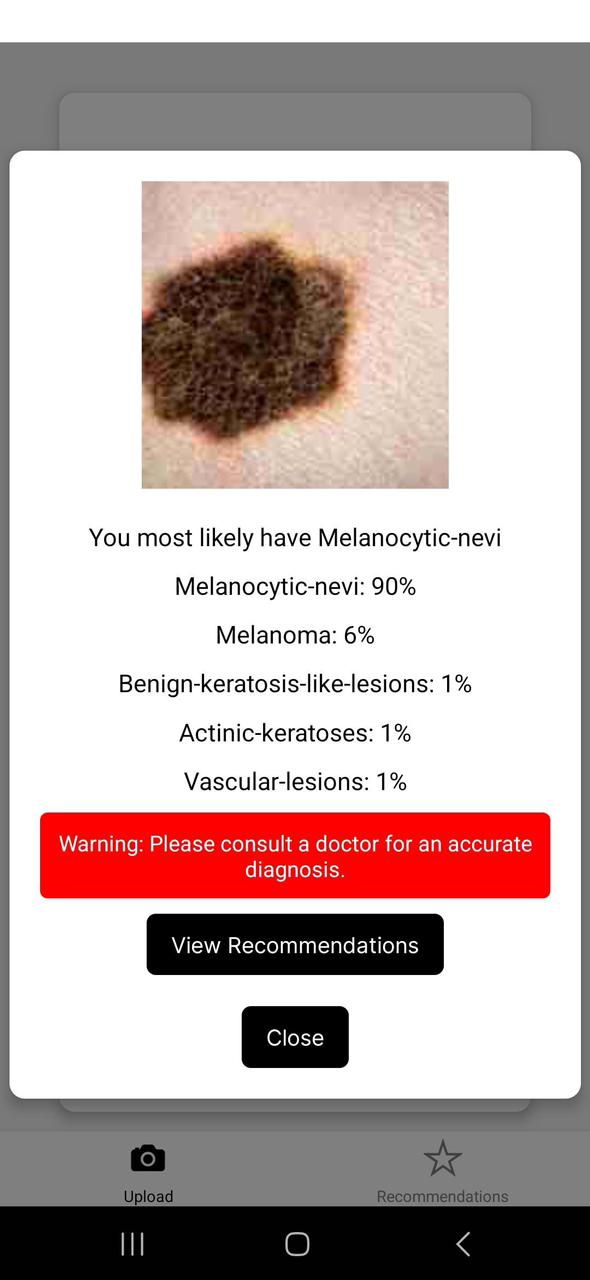 You most likely have Melanocytic-nevi
Melanocytic-nevi: 90%
Melanoma: 6%
Benign-keratosis-like-lesions: 1%
Actinic-keratoses: 1%
Vascular-lesions: 1%
Warning: Please consult a doctor for an accurate
diagnosis.
View Recommendations
Close
Upload
Recommendations